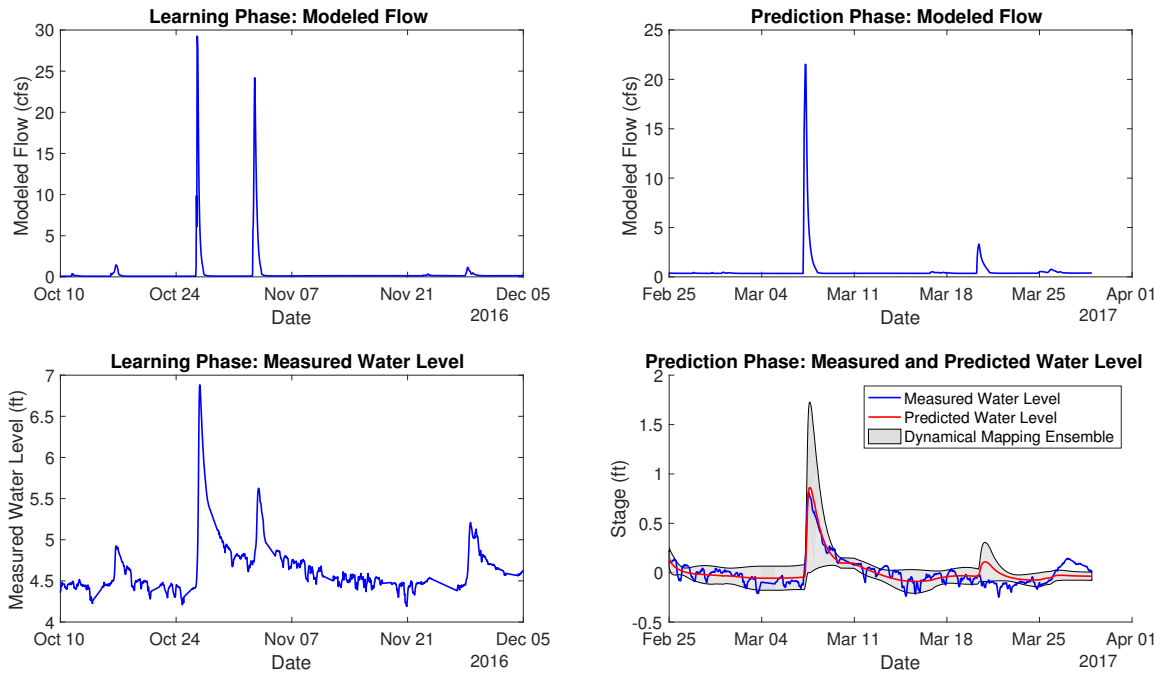 Learning Phase: Modeled Flow
Modeled Flow (cfs)
30
25
20
15
10
5
0
Oct 10 Oct 24 Nov 07 Nov 21 Dec 05
Date
2016
Prediction Phase: Modeled Flow
Modeled Flow (cfs)
25
20
15
10
5
0
Feb 25 Mar 04 Mar 11 Mar 18 Mar 25 Apr 01
Date
2017
Learning Phase: Measured Water Level
Measured Water Level (ft)
7
6.5
6
5.5
5
4.5
4
Oct 10 Oct 24 Nov 07 Nov 21 Dec 05
Date
2016
Prediction Phase: Measured and Predicted Water Level
Stage (ft)
2
1.5
1
0.5
0
-0.5
Measured Water Level
Predicted Water Level
Dynamical Mapping Ensemble
Feb 25 Mar 04 Mar 11 Mar 18 Mar 25 Apr 01
Date
2017